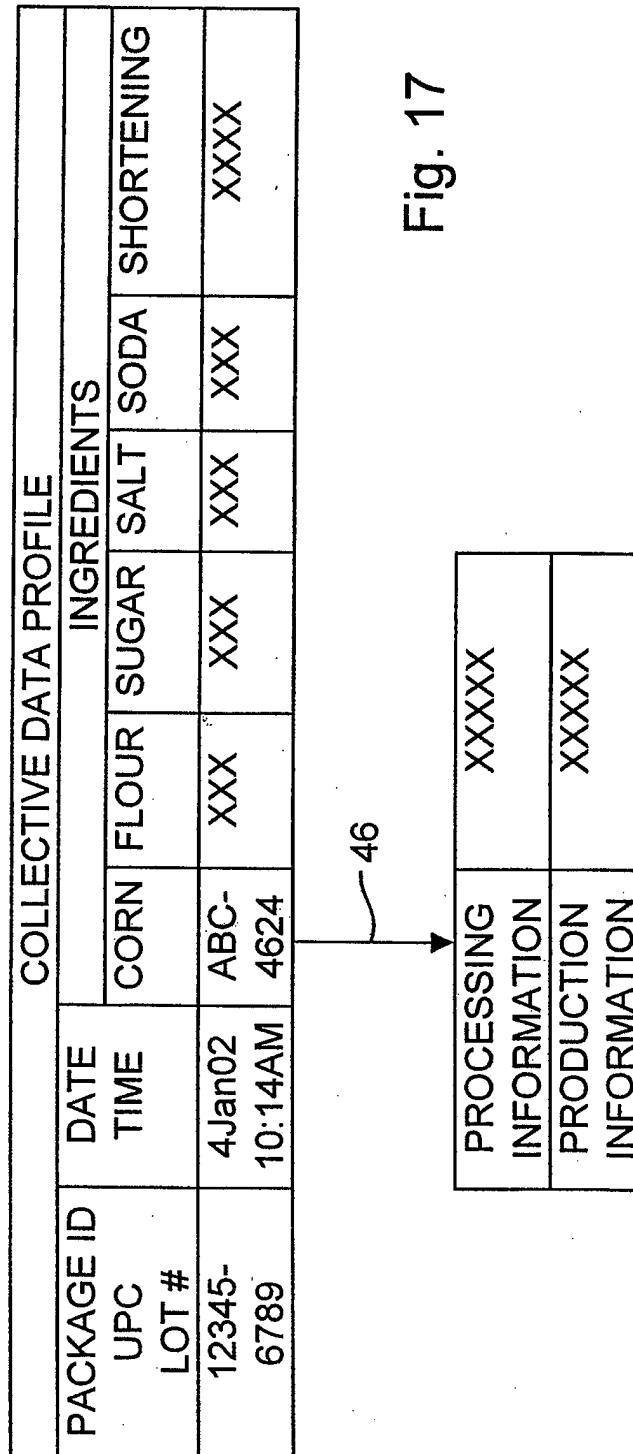 COLLECTIVE DATA PROFILE
PACKAGE ID
UPC
LOT #
DATE
TIME
INGREDIENTS
CORN
FLOUR
SUGAR
SALT
SODA
SHORTENING
12345-
6789
4Jan02
10:14AM
ABC-
4624
XXX
XXX
XXX
XXX
XXXX
46
PROCESSING
INFORMATION
XXXXX
PRODUCTION
INFORMATION
XXXXX
Fig. 17